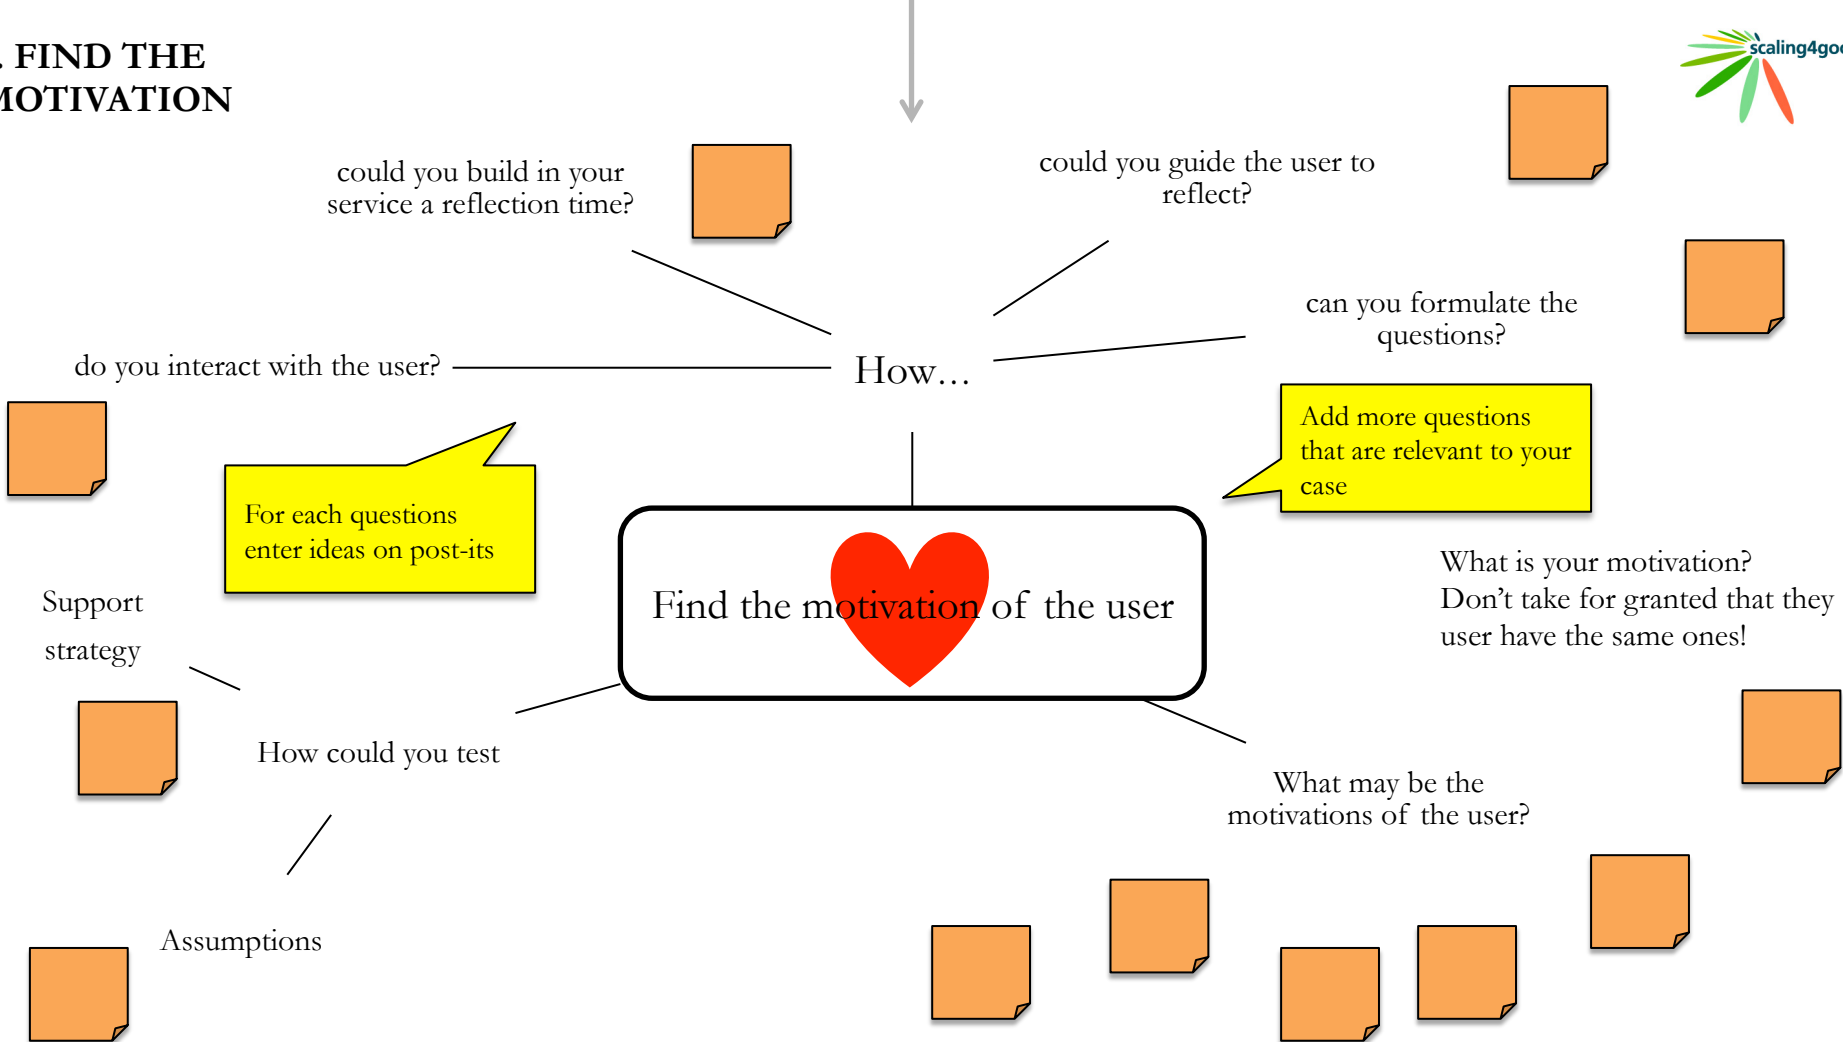 . FIND THE
MOTIVATION
scaling4goo
could you build in your
service a reflection time?
could you guide the user to
reflect?
can you formulate the
questions?
do you interact with the user?
How...
Add more questions
that are relevant to your
case
For each questions
enter ideas on post-its
What is your motivation?
Don’t take for granted that they
user have the same ones!
Find the motivation of the user
Support
strategy
How could you test
What may be the
motivations of the user?
Assumptions